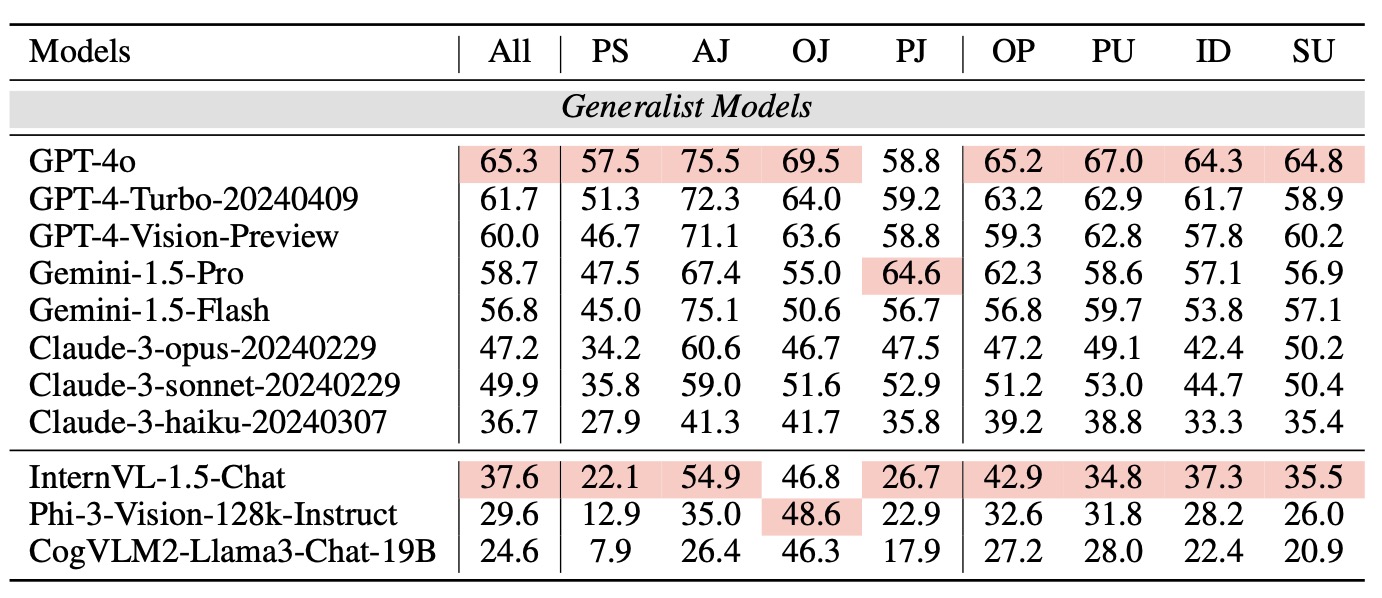 Models All PS AJ OJ PJ OP PU ID SU
Generalist Models
GPT-4o 65.3 57.5 75.5 69.5 58.8 65.2 67.0 64.3 64.8
GPT-4-Turbo-20240409 61.7 51.3 72.3 64.0 59.2 63.2 62.9 61.7 58.9
GPT-4-Vision-Preview 60.0 46.7 71.1 63.6 58.8 59.3 62.8 57.8 60.2
Gemini-1.5-Pro 58.7 47.5 67.4 55.0 64.6 62.3 58.6 57.1 56.9
Gemini-1.5-Flash 56.8 45.0 75.1 50.6 56.7 56.8 59.7 53.8 57.1
Claude-3-opus-20240229 47.2 34.2 60.6 46.7 47.5 47.2 49.1 42.4 50.2
Claude-3-sonnet-20240229 49.9 35.8 59.0 51.6 52.9 51.2 53.0 44.7 50.4
Claude-3-haiku-20240307 36.7 27.9 41.3 41.7 35.8 39.2 38.8 33.3 35.4
InternVL-1.5-Chat 37.6 22.1 54.9 46.8 26.7 42.9 34.8 37.3 35.5
Phi-3-Vision-128k-Instruct 29.6 12.9 35.0 48.6 22.9 32.6 31.8 28.2 26.0
CogVLM2-Llama3-Chat-19B 24.6 7.9 26.4 46.3 17.9 27.2 28.0 22.4 20.9